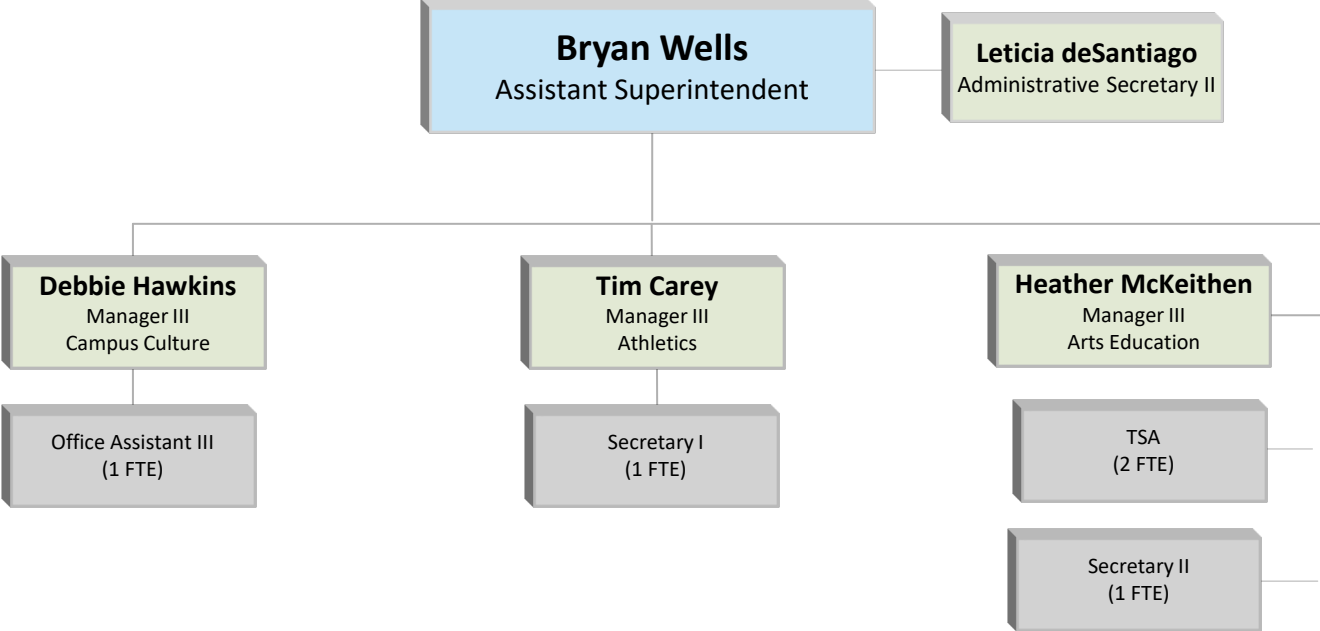 Bryan Wells
Assistant Superintendent
Leticia deSantiago
Administrative Secretary II
Debbie Hawkins
Manager III
Campus Culture
Tim Carey
Manager III
Athletics
Heather McKeithen
Manager III
Arts Education
Office Assistant III
(1 FTE)
Secretary I
(1 FTE)
TSA
(2 FTE)
Secretary II
(1 FTE)